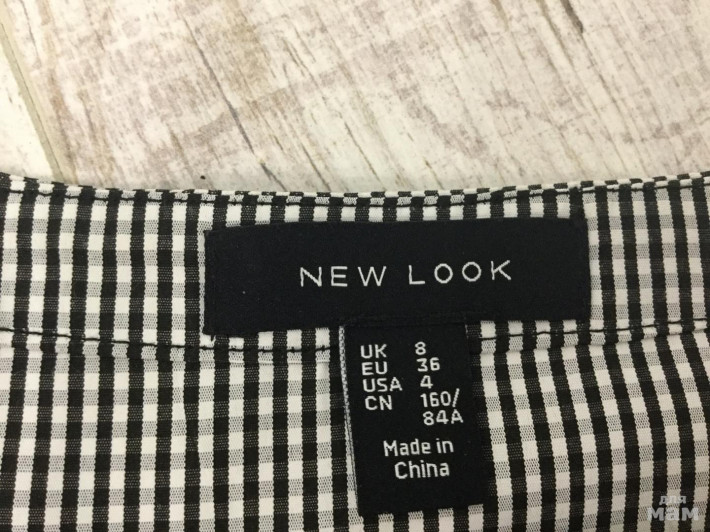 NEW LOOK
UK 8
EU 36
USA 4
CN 160/
84A
Made in
China
для
мам